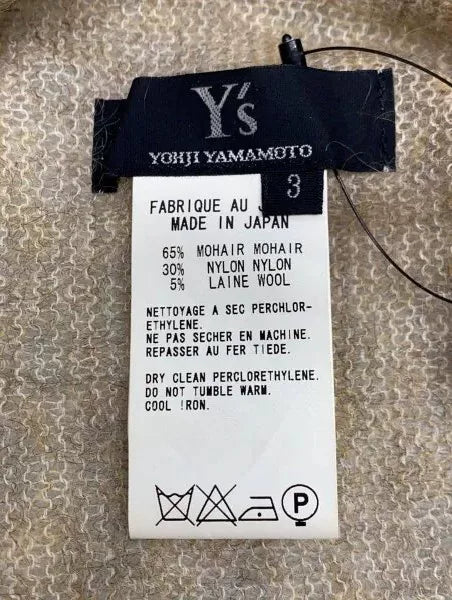 Y's
YOHJI YAMAMOTO
3
FABRIQUE AU
MADE IN JAPAN
65% MOHAIR MOHAIR
30% NYLON NYLON
5% LAINE WOOL
NETTOYAGE A SEC PERCHLOR-
ETHYLENE.
NE PAS SECHER EN MACHINE.
REPASSER AU FER TIEDE.
DRY CLEAN PERCLORETHYLENE.
DO NOT TUMBLE WARM.
COOL IRON.
P